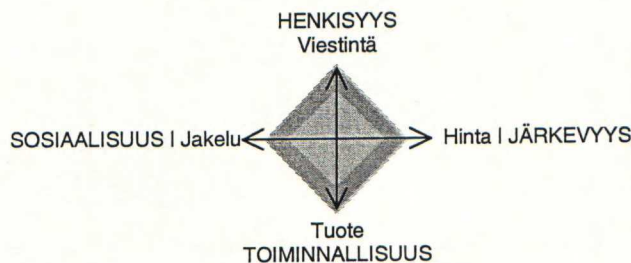 HENKISYYS
Viestintä
SOSIAALISUUS | Jakelu
Hinta | JÄRKEVYYS
Tuote
TOIMINNALLISUUS